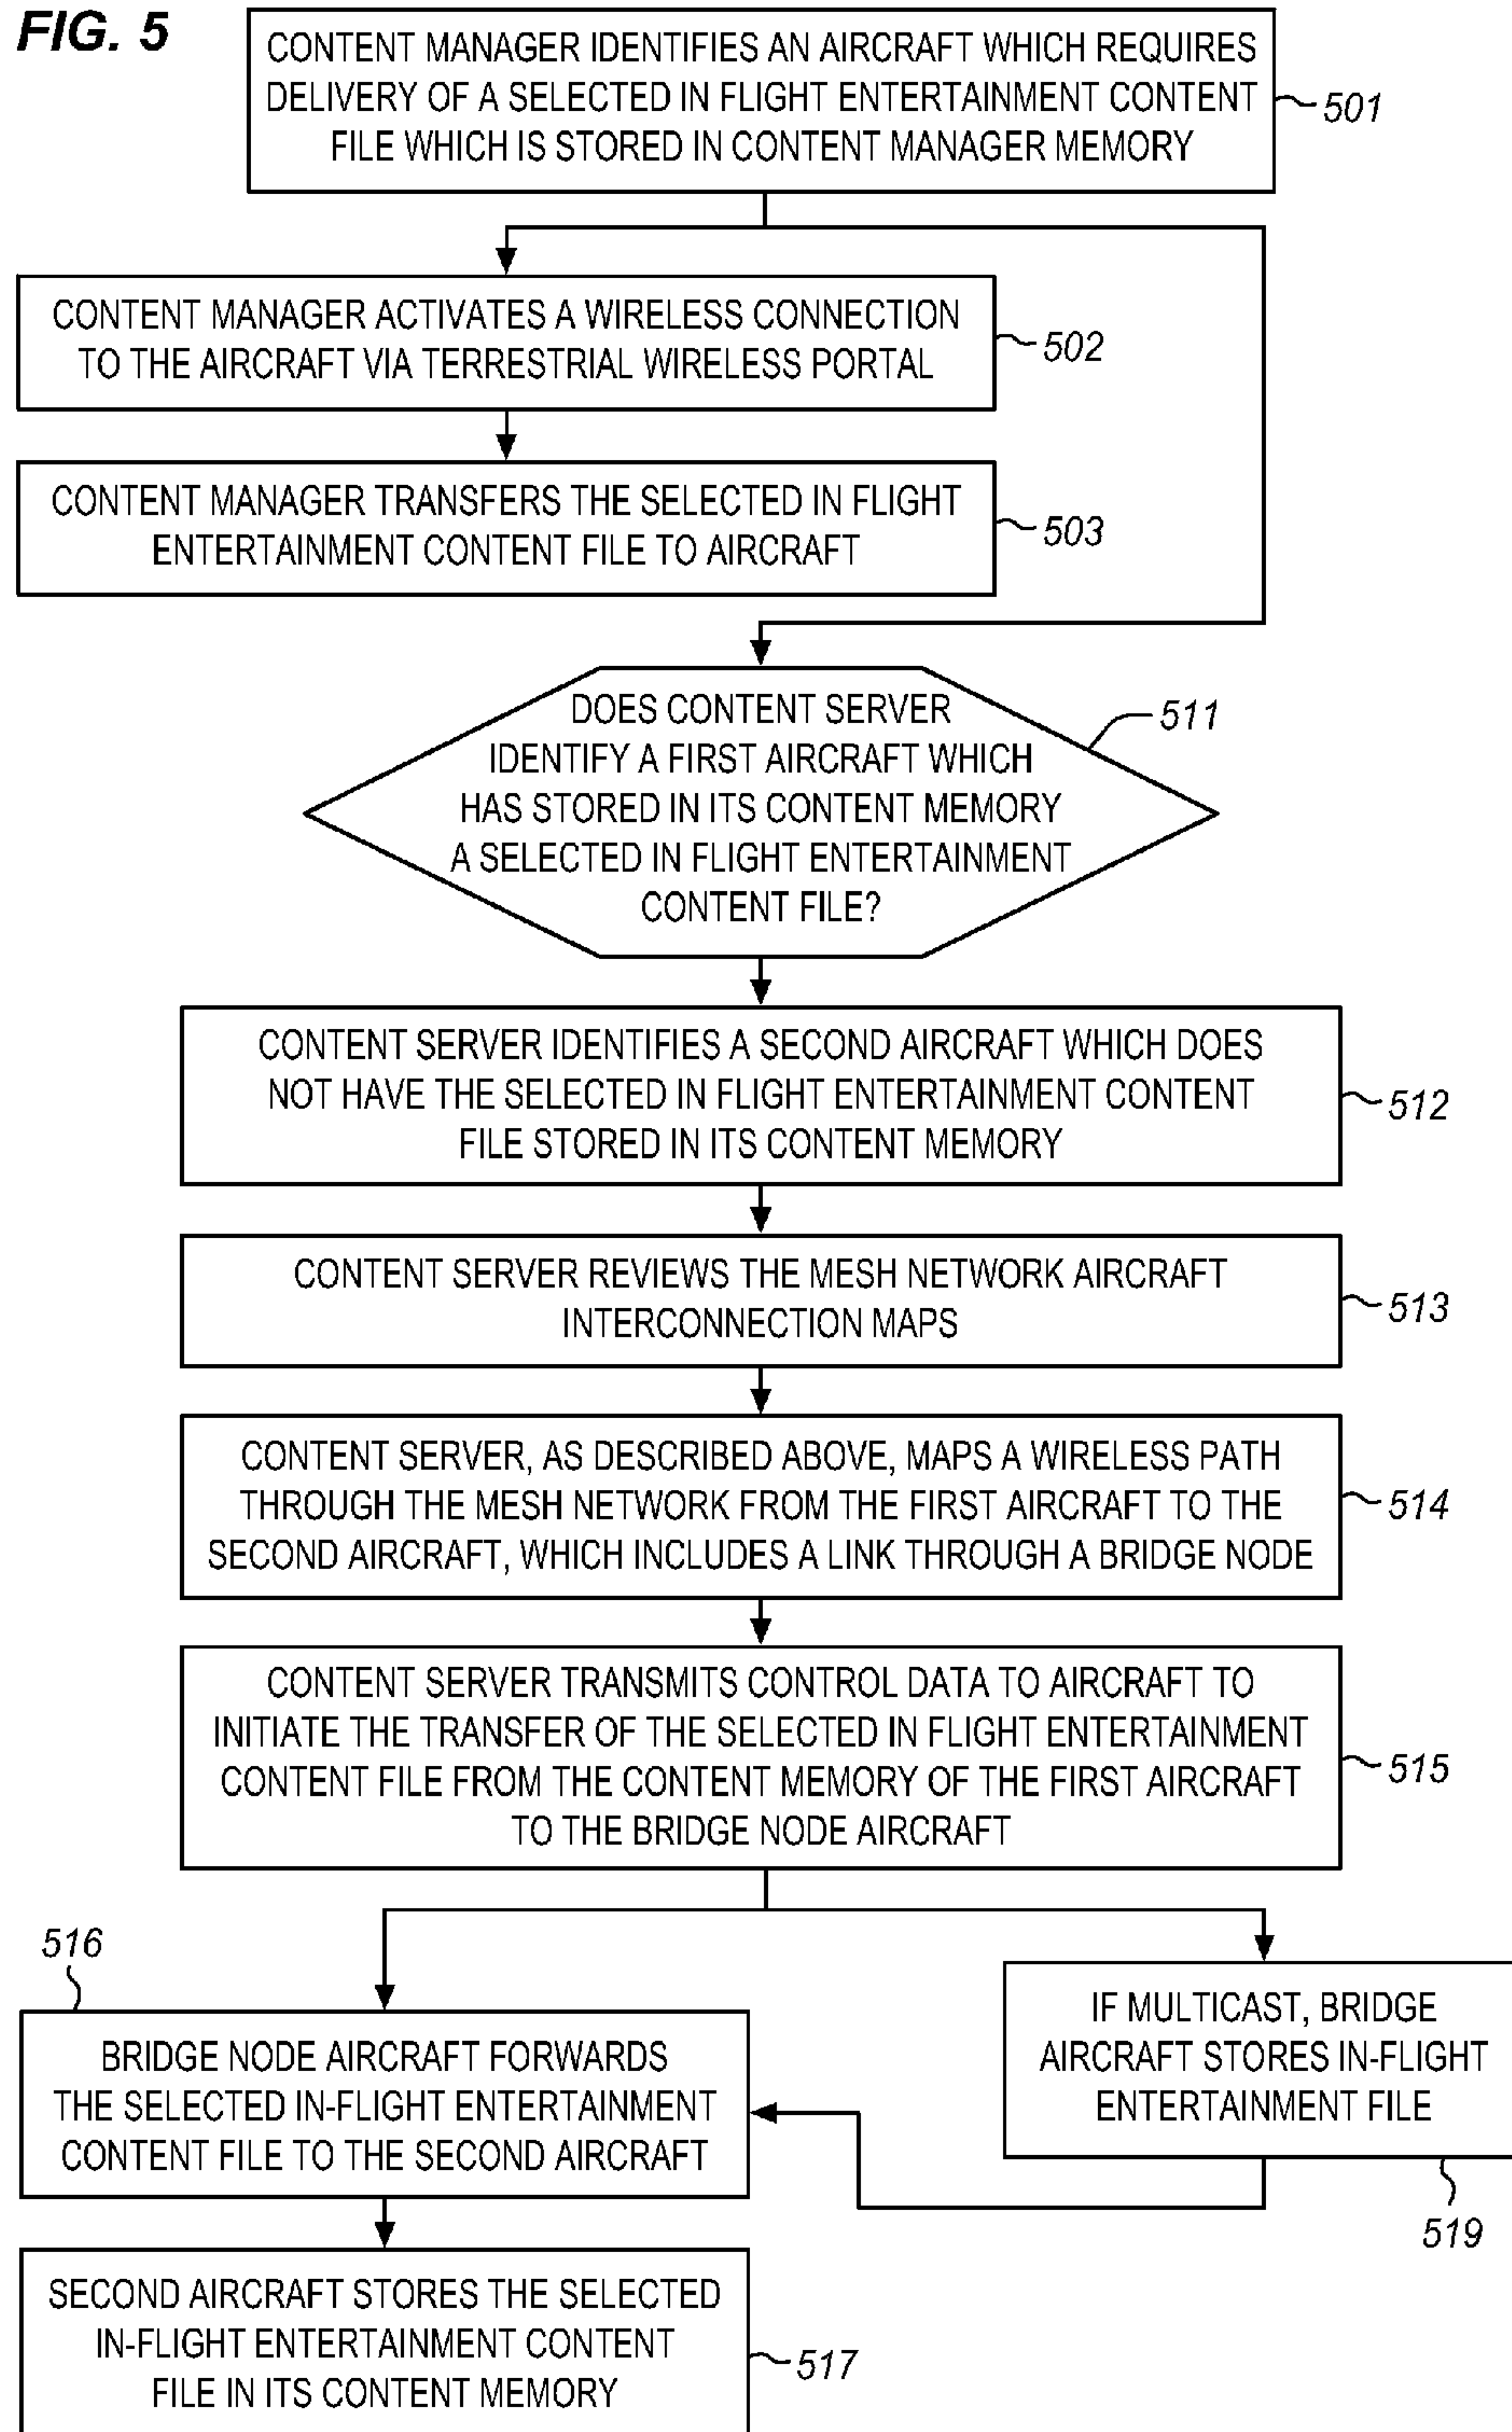 FIG. 5
CONTENT MANAGER IDENTIFIES AN AIRCRAFT WHICH REQUIRES
DELIVERY OF A SELECTED IN FLIGHT ENTERTAINMENT CONTENT
FILE WHICH IS STORED IN CONTENT MANAGER MEMORY
501
CONTENT MANAGER ACTIVATES A WIRELESS CONNECTION
TO THE AIRCRAFT VIA TERRESTRIAL WIRELESS PORTAL
502
CONTENT MANAGER TRANSFERS THE SELECTED IN FLIGHT
ENTERTAINMENT CONTENT FILE TO AIRCRAFT
503
DOES CONTENT SERVER
IDENTIFY A FIRST AIRCRAFT WHICH
HAS STORED IN ITS CONTENT MEMORY
A SELECTED IN FLIGHT ENTERTAINMENT
CONTENT FILE?
511
CONTENT SERVER IDENTIFIES A SECOND AIRCRAFT WHICH DOES
NOT HAVE THE SELECTED IN FLIGHT ENTERTAINMENT CONTENT
FILE STORED IN ITS CONTENT MEMORY
512
CONTENT SERVER REVIEWS THE MESH NETWORK AIRCRAFT
INTERCONNECTION MAPS
513
CONTENT SERVER, AS DESCRIBED ABOVE, MAPS A WIRELESS PATH
THROUGH THE MESH NETWORK FROM THE FIRST AIRCRAFT TO THE
SECOND AIRCRAFT, WHICH INCLUDES A LINK THROUGH A BRIDGE NODE
514
CONTENT SERVER TRANSMITS CONTROL DATA TO AIRCRAFT TO
INITIATE THE TRANSFER OF THE SELECTED IN FLIGHT ENTERTAINMENT
CONTENT FILE FROM THE CONTENT MEMORY OF THE FIRST AIRCRAFT
TO THE BRIDGE NODE AIRCRAFT
515
516
BRIDGE NODE AIRCRAFT FORWARDS
THE SELECTED IN-FLIGHT ENTERTAINMENT
CONTENT FILE TO THE SECOND AIRCRAFT
IF MULTICAST, BRIDGE
AIRCRAFT STORES IN-FLIGHT
ENTERTAINMENT FILE
519
SECOND AIRCRAFT STORES THE SELECTED
IN-FLIGHT ENTERTAINMENT CONTENT
FILE IN ITS CONTENT MEMORY
517